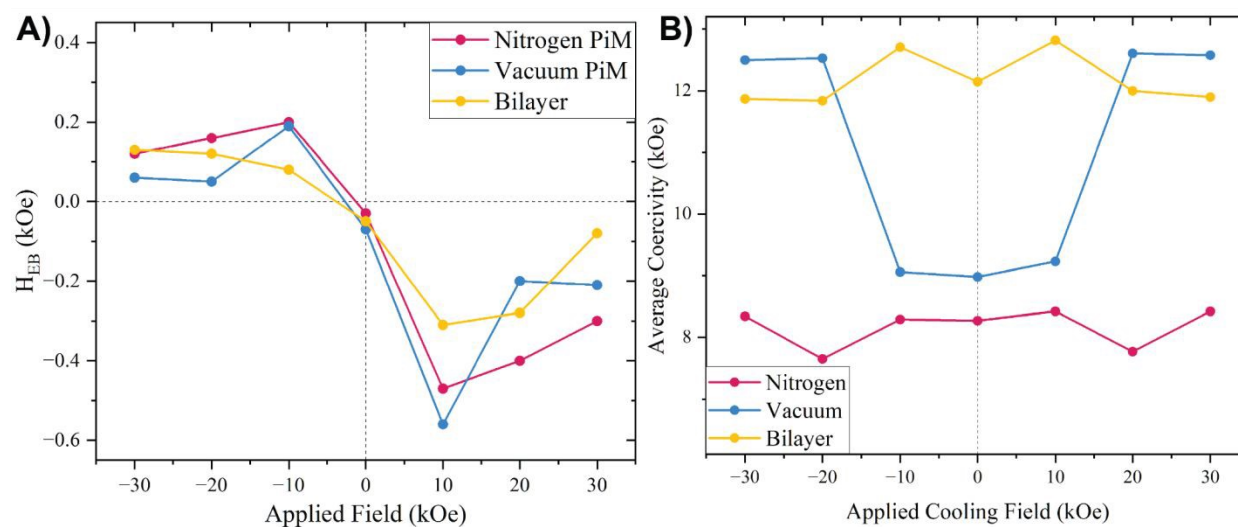 A)
H_EB (kOe)
0.4
0.2
0.0
−0.2
−0.4
−0.6
Nitrogen PiM
Vacuum PiM
Bilayer
−30 −20 −10 0 10 20 30
Applied Field (kOe)
B)
Average Coercivity (kOe)
12
10
8
Nitrogen
Vacuum
Bilayer
−30 −20 −10 0 10 20 30
Applied Cooling Field (kOe)